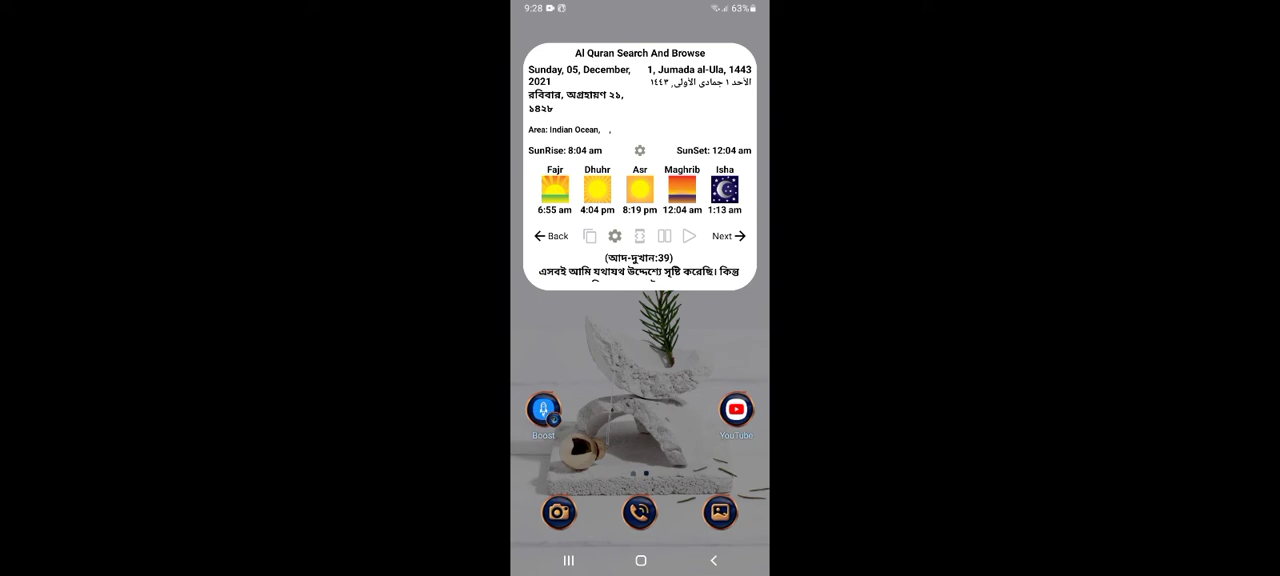 9:28
63%
Al Quran Search And Browse
Sunday, 05, December, 2021
1, Jumada al-Ula, 1443
الأحد ١ جمادى الأولى, ١٤٤٣
রবিবার, অগ্রহায়ণ ২১, ১৪২৮
Area: Indian Ocean, ,
SunRise: 8:04 am
SunSet: 12:04 am
Fajr Dhuhr Asr Maghrib Isha
6:55 am 4:04 pm 8:19 pm 12:04 am 1:13 am
Back
Next
(আদ-দুখান:39)
এসবই আমি যথাযথ উদ্দেশ্যে সৃষ্টি করেছি। কিন্তু
Boost
YouTube